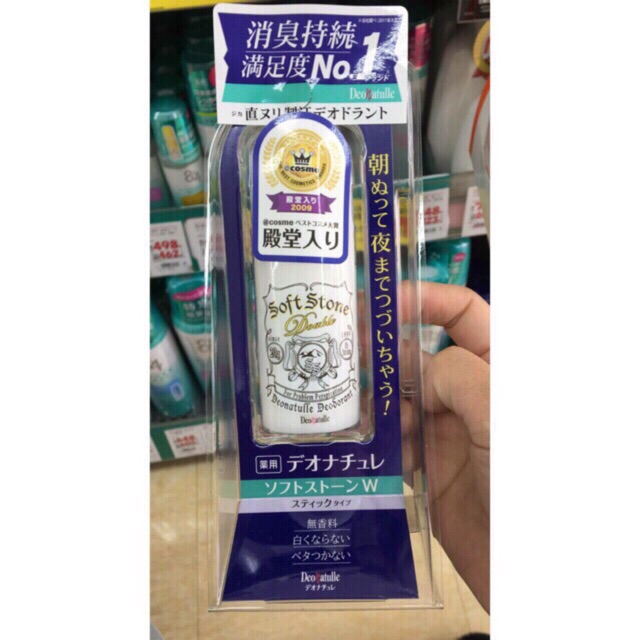 消臭持続
満足度No.1
Deonatulle
ジカ 直ヌリ制汗デオドラント
@cosme
殿堂入り
2009
@cosme ベストコスメ大賞
殿堂入り
朝ぬって夜までつづいちゃう!
Soft Stone
Double
For Problem Perspiration
Deonatulle Deodorant
Deonatulle
薬用 デオナチュレ
ソフトストーンW
スティックタイプ
無香料
白くならない
ベタつかない
Deonatulle
デオナチュレ